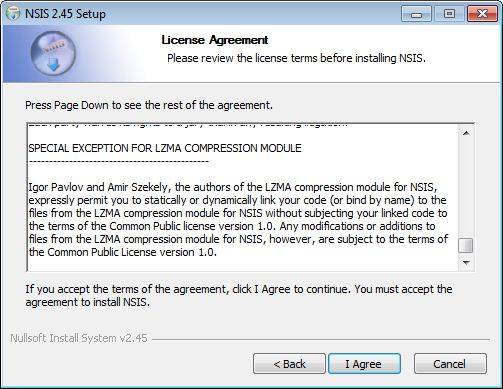 NSIS 2.45 Setup
License Agreement
Please review the license terms before installing NSIS.
Press Page Down to see the rest of the agreement.
SPECIAL EXCEPTION FOR LZMA COMPRESSION MODULE
---------------------------------------------
Igor Pavlov and Amir Szekely, the authors of the LZMA compression module for NSIS,
expressly permit you to statically or dynamically link your code (or bind by name) to the
files from the LZMA compression module for NSIS without subjecting your linked code to
the terms of the Common Public license version 1.0. Any modifications or additions to
files from the LZMA compression module for NSIS, however, are subject to the terms of
the Common Public License version 1.0.
If you accept the terms of the agreement, click I Agree to continue. You must accept the
agreement to install NSIS.
Nullsoft Install System v2.45
< Back
I Agree
Cancel